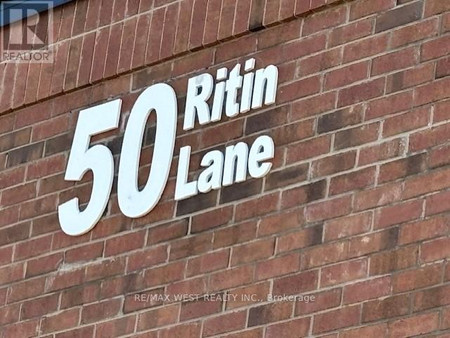 R
REALTOR®
50 Ritin
Lane
RE/MAX WEST REALTY INC., Brokerage